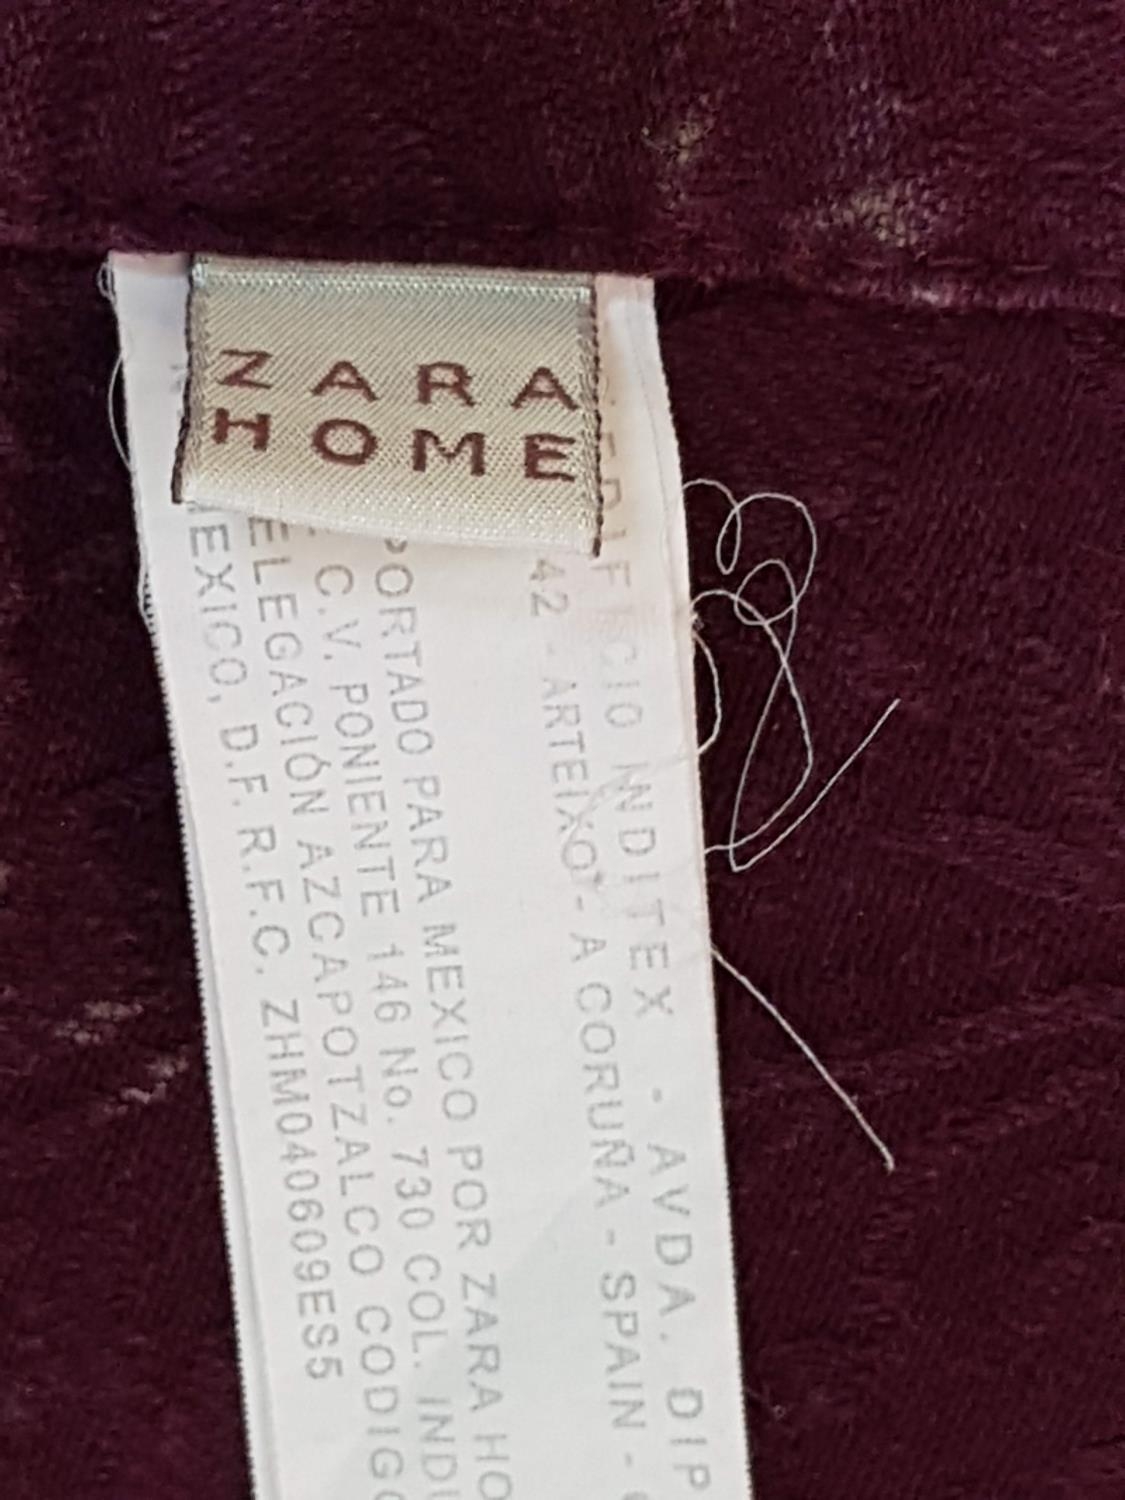 ZARA
HOME
EDIFICIO INDITEX - AVDA. DIP
42 - ARTEIXO - A CORUÑA - SPAIN -
PORTADO PARA MEXICO POR ZARA HO
C.V. PONIENTE 146 No. 730 COL. INDU
ELEGACIÓN AZCAPOTZALCO CODIGO
MEXICO, D.F. R.F.C. ZHM040609ES5